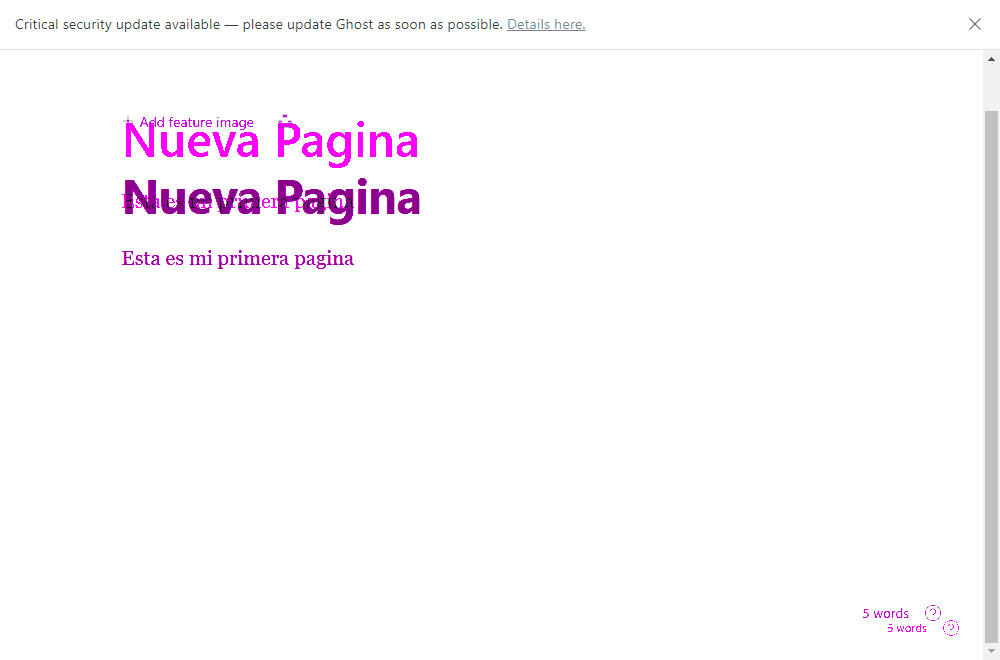 Critical security update available — please update Ghost as soon as possible. Details here.
Add feature image
Nueva Pagina
Nueva Pagina
Esta es mi primera pagina
Esta es mi primera pagina
5 words
5 words